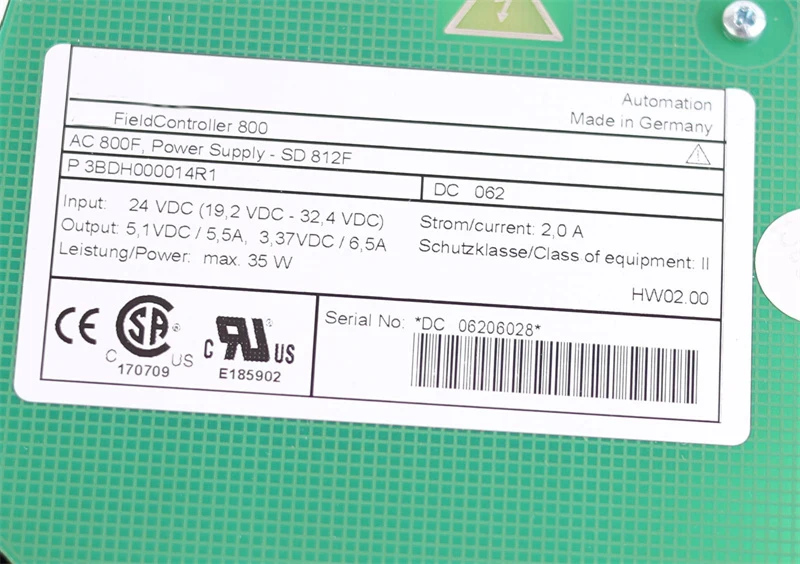 Automation
Made in Germany
FieldController 800
AC 800F, Power Supply - SD 812F
P 3BDH000014R1
DC 062
Input: 24 VDC (19,2 VDC - 32,4 VDC)
Output: 5,1VDC / 5,5A, 3,37VDC / 6,5A
Leistung/Power: max. 35 W
Strom/current: 2,0 A
Schutzklasse/Class of equipment: II
HW02.00
CE
C SA US
170709
C RU US
E185902
Serial No: *DC 06206028*